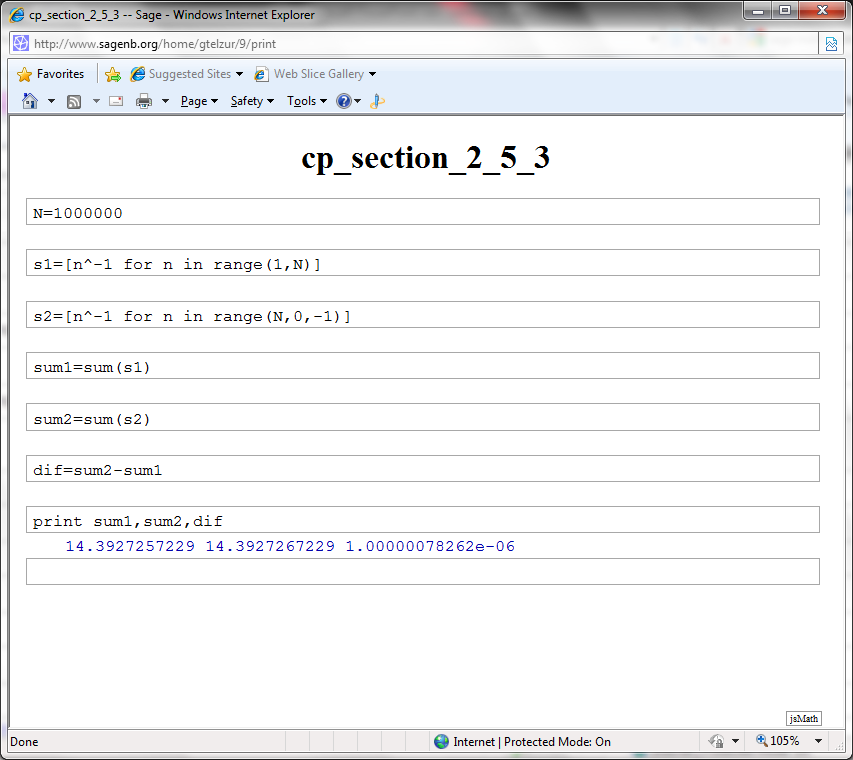 cp_section_2_5_3 -- Sage - Windows Internet Explorer
http://www.sagenb.org/home/gtelzur/9/print
Favorites Suggested Sites Web Slice Gallery
Page Safety Tools
cp_section_2_5_3
N=1000000
s1=[n^-1 for n in range(1,N)]
s2=[n^-1 for n in range(N,0,-1)]
sum1=sum(s1)
sum2=sum(s2)
dif=sum2-sum1
print sum1,sum2,dif
14.3927257229 14.3927267229 1.00000078262e-06
jsMath
Done Internet | Protected Mode: On 105%